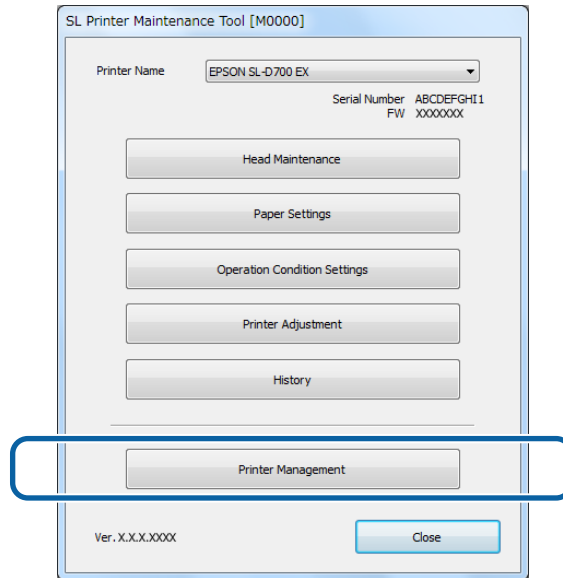 SL Printer Maintenance Tool [M0000]
Printer Name EPSON SL-D700 EX
Serial Number ABCDEFGHI1
FW XXXXXXX
Head Maintenance
Paper Settings
Operation Condition Settings
Printer Adjustment
History
Printer Management
Ver. X.X.X.XXXX Close